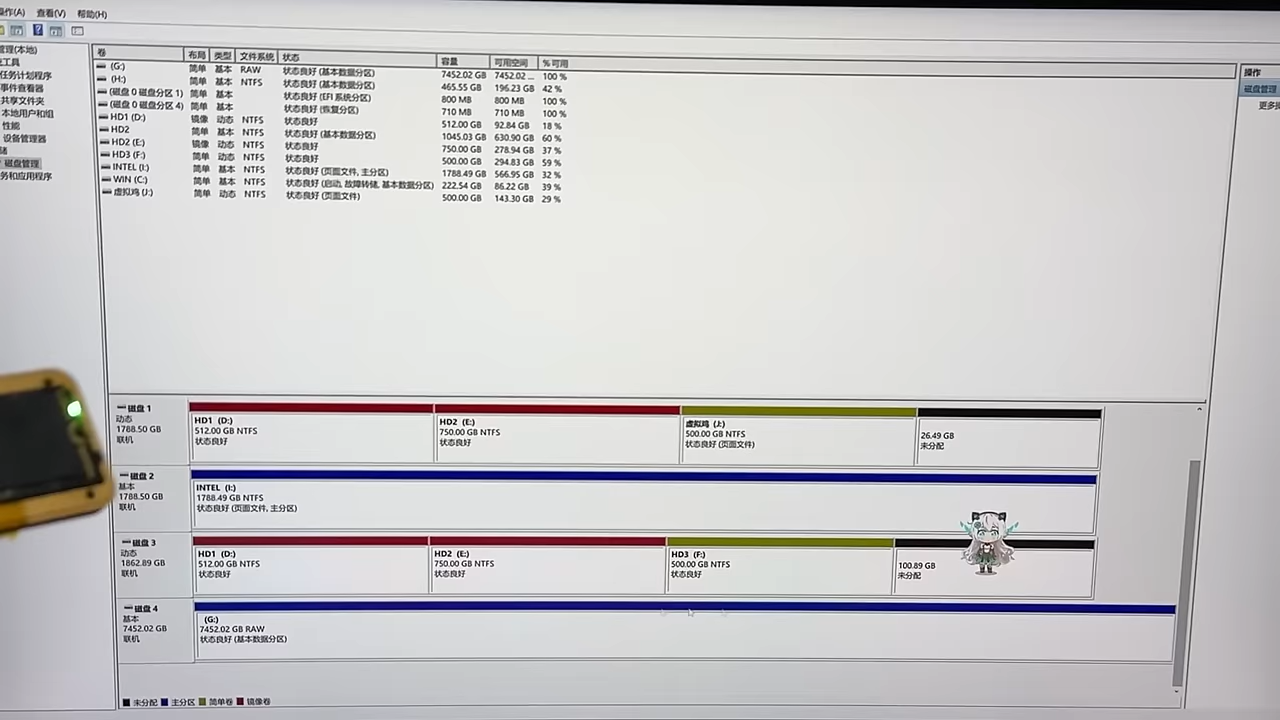 操作(A) 查看(V) 帮助(H)
管理(本地)
工具
任务计划程序
事件查看器
共享文件夹
本地用户和组
性能
设备管理器
储
磁盘管理
务和应用程序
卷 布局 类型 文件系统 状态 容量 可用空间 % 可用
(G:) 简单 基本 RAW 状态良好 (基本数据分区) 7452.02 GB 7452.02 ... 100 %
(H:) 简单 基本 NTFS 状态良好 (基本数据分区) 465.55 GB 196.23 GB 42 %
(磁盘 0 磁盘分区 1) 简单 基本 状态良好 (EFI 系统分区) 800 MB 800 MB 100 %
(磁盘 0 磁盘分区 4) 简单 基本 状态良好 (恢复分区) 710 MB 710 MB 100 %
HD1 (D:) 镜像 动态 NTFS 状态良好 512.00 GB 92.84 GB 18 %
HD2 简单 基本 NTFS 状态良好 (基本数据分区) 1045.03 GB 630.90 GB 60 %
HD2 (E:) 镜像 动态 NTFS 状态良好 750.00 GB 278.94 GB 37 %
HD3 (F:) 简单 动态 NTFS 状态良好 500.00 GB 294.83 GB 59 %
INTEL (I:) 简单 基本 NTFS 状态良好 (页面文件, 主分区) 1788.49 GB 566.95 GB 32 %
WIN (C:) 简单 基本 NTFS 状态良好 (启动, 故障转储, 基本数据分区) 222.54 GB 86.22 GB 39 %
虚拟鸡 (J:) 简单 动态 NTFS 状态良好 (页面文件) 500.00 GB 143.30 GB 29 %
操作
磁盘管理
更多操
磁盘 1
动态
1788.50 GB
联机
HD1 (D:)
512.00 GB NTFS
状态良好
HD2 (E:)
750.00 GB NTFS
状态良好
虚拟鸡 (J:)
500.00 GB NTFS
状态良好 (页面文件)
26.49 GB
未分配
磁盘 2
基本
1788.50 GB
联机
INTEL (I:)
1788.49 GB NTFS
状态良好 (页面文件, 主分区)
磁盘 3
动态
1862.89 GB
联机
HD1 (D:)
512.00 GB NTFS
状态良好
HD2 (E:)
750.00 GB NTFS
状态良好
HD3 (F:)
500.00 GB NTFS
状态良好
100.89 GB
未分配
磁盘 4
基本
7452.02 GB
联机
(G:)
7452.02 GB RAW
状态良好 (基本数据分区)
未分配 主分区 简单卷 镜像卷